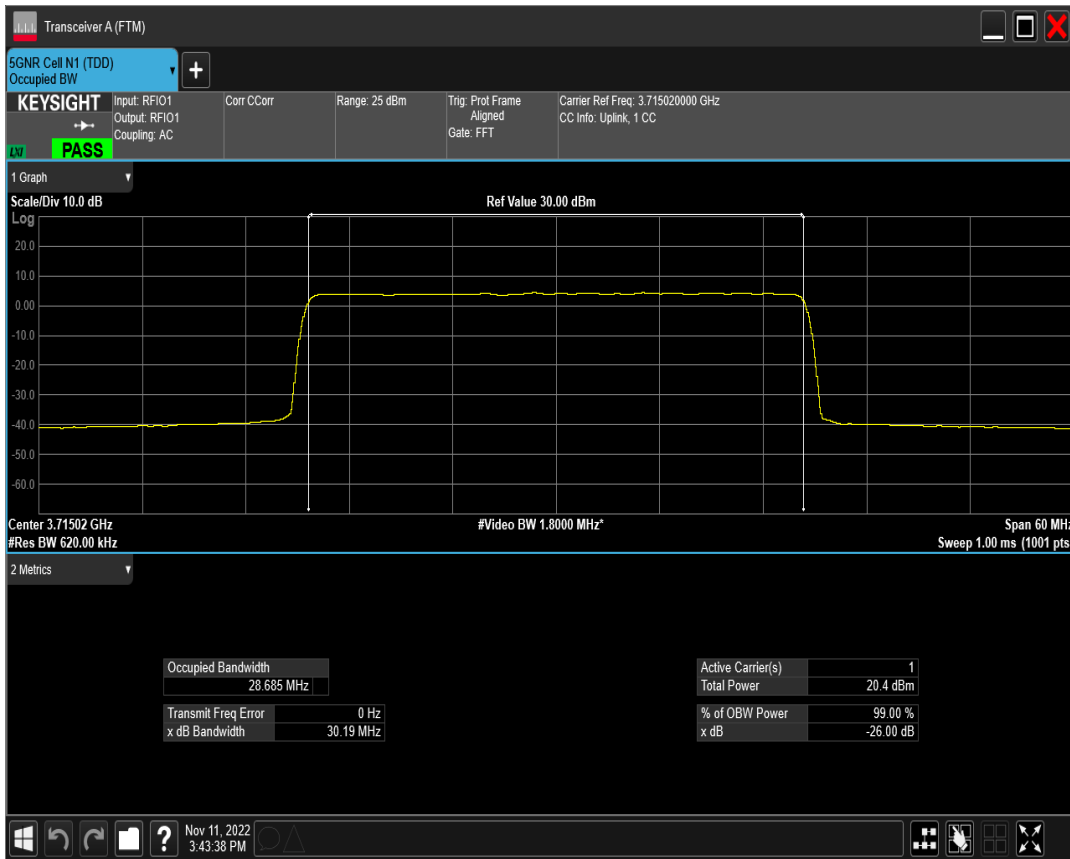 Transceiver A (FTM)
5GNR Cell N1 (TDD)
Occupied BW
+
KEYSIGHT
LXI
PASS
Input: RFIO1
Output: RFIO1
Coupling: AC
Corr CCorr
Range: 25 dBm
Trig: Prot Frame
Aligned
Gate: FFT
Carrier Ref Freq: 3.715020000 GHz
CC Info: Uplink, 1 CC
1 Graph
Scale/Div 10.0 dB
Ref Value 30.00 dBm
Log
20.0
10.0
0.00
-10.0
-20.0
-30.0
-40.0
-50.0
-60.0
Center 3.71502 GHz
#Video BW 1.8000 MHz*
Span 60 MHz
#Res BW 620.00 kHz
Sweep 1.00 ms (1001 pts
2 Metrics
Occupied Bandwidth
28.685 MHz
Transmit Freq Error 0 Hz
x dB Bandwidth 30.19 MHz
Active Carrier(s) 1
Total Power 20.4 dBm
% of OBW Power 99.00 %
x dB -26.00 dB
?
Nov 11, 2022
3:43:38 PM